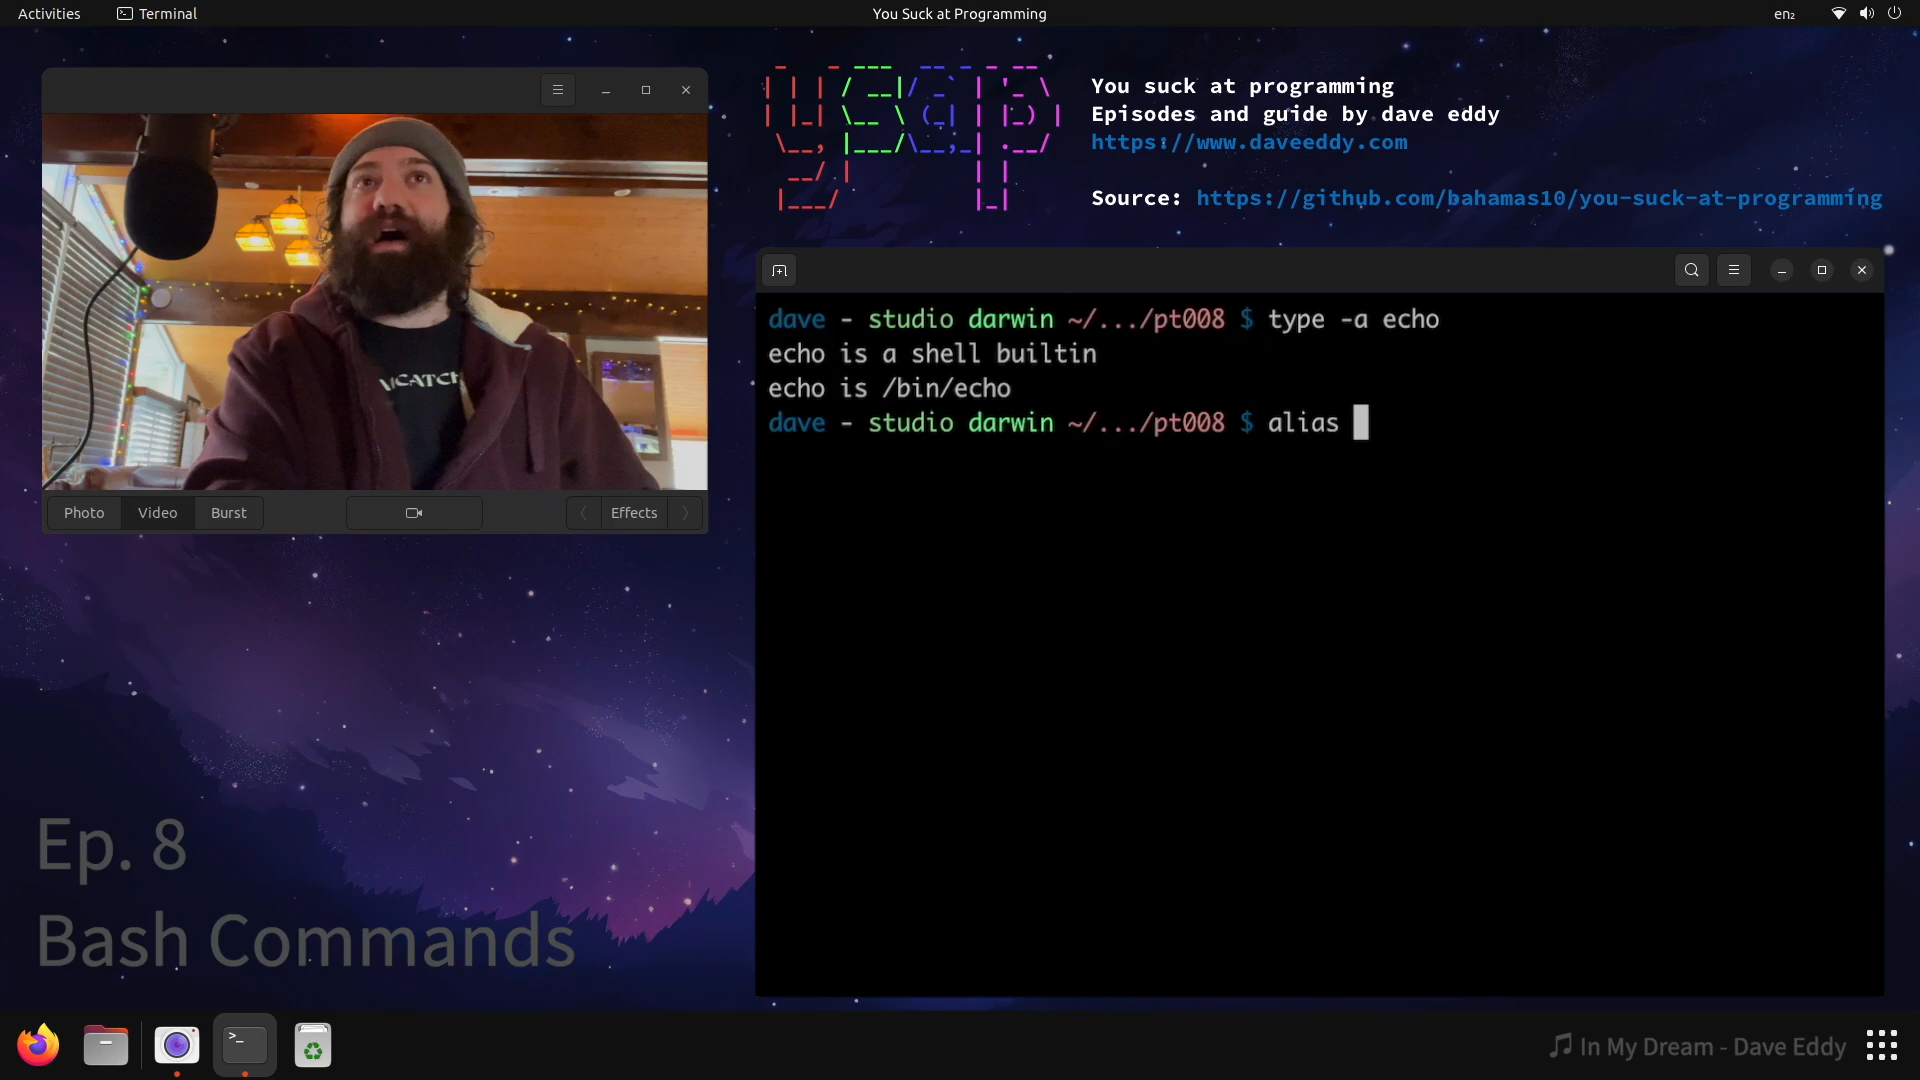 Activities
Terminal
You Suck at Programming
en₂
You suck at programming
Episodes and guide by dave eddy
https://www.daveeddy.com
Source: https://github.com/bahamas10/you-suck-at-programming
dave - studio darwin ~/.../pt008 $ type -a echo
echo is a shell builtin
echo is /bin/echo
dave - studio darwin ~/.../pt008 $ alias
Photo
Video
Burst
Effects
Ep. 8
Bash Commands
In My Dream - Dave Eddy